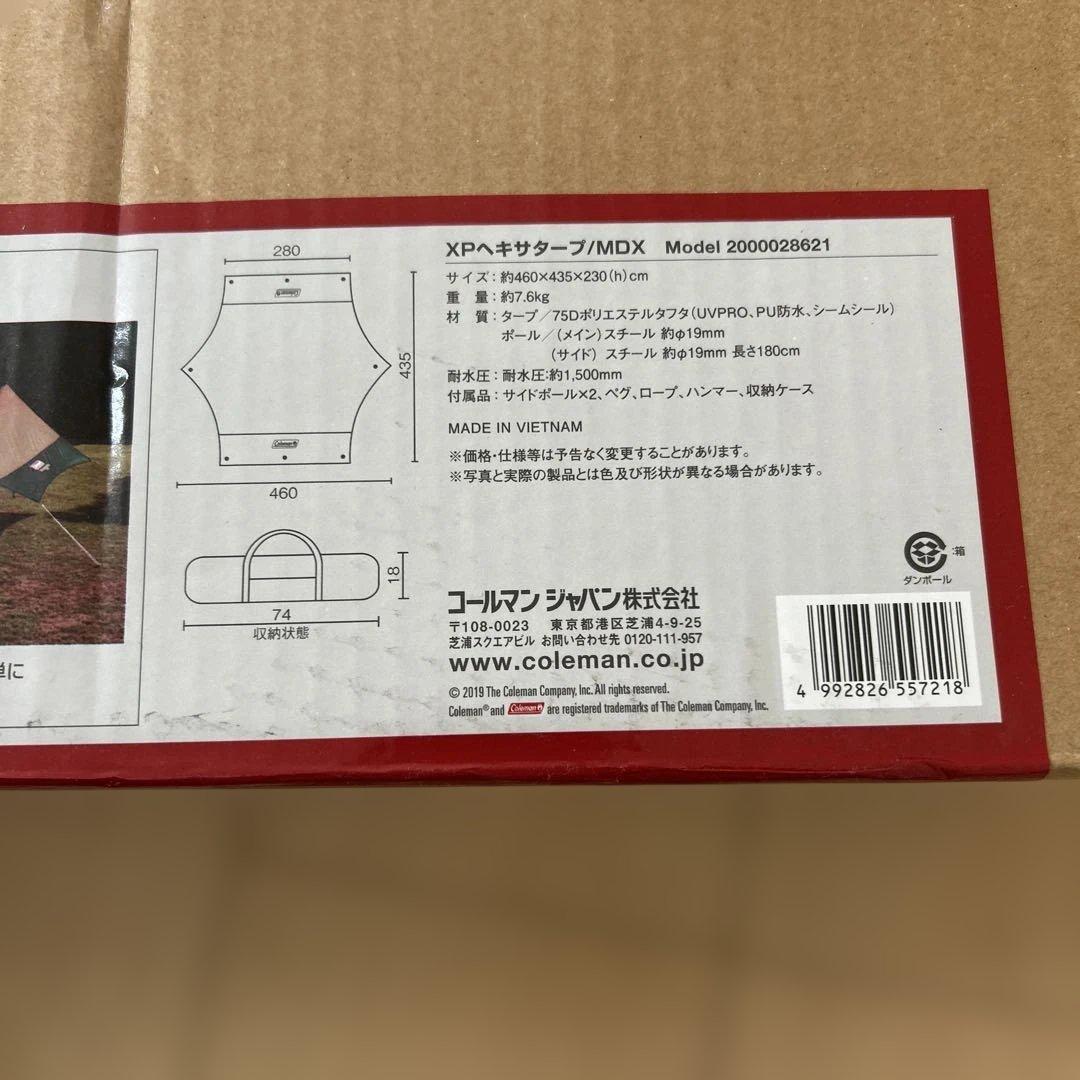 単に
280
Coleman
435
Coleman
460
18
74
収納状態
XPヘキサタープ/MDX Model 2000028621
サイズ：約460×435×230(h)cm
重　量：約7.6kg
材　質：タープ／75Dポリエステルタフタ(UVPRO、PU防水、シームシール)
ポール／(メイン)スチール 約φ19mm
(サイド) スチール 約φ19mm 長さ180cm
耐水圧：耐水圧:約1,500mm
付属品：サイドポール×2、ペグ、ロープ、ハンマー、収納ケース
MADE IN VIETNAM
※価格・仕様等は予告なく変更することがあります。
※写真と実際の製品とは色及び形状が異なる場合があります。
:箱
ダンボール
コールマン ジャパン株式会社
〒108-0023　東京都港区芝浦4-9-25
芝浦スクエアビル お問い合わせ先 0120-111-957
www.coleman.co.jp
© 2019 The Coleman Company, Inc. All rights reserved.
Coleman® and Coleman are registered trademarks of The Coleman Company, Inc.
4 992826 557218